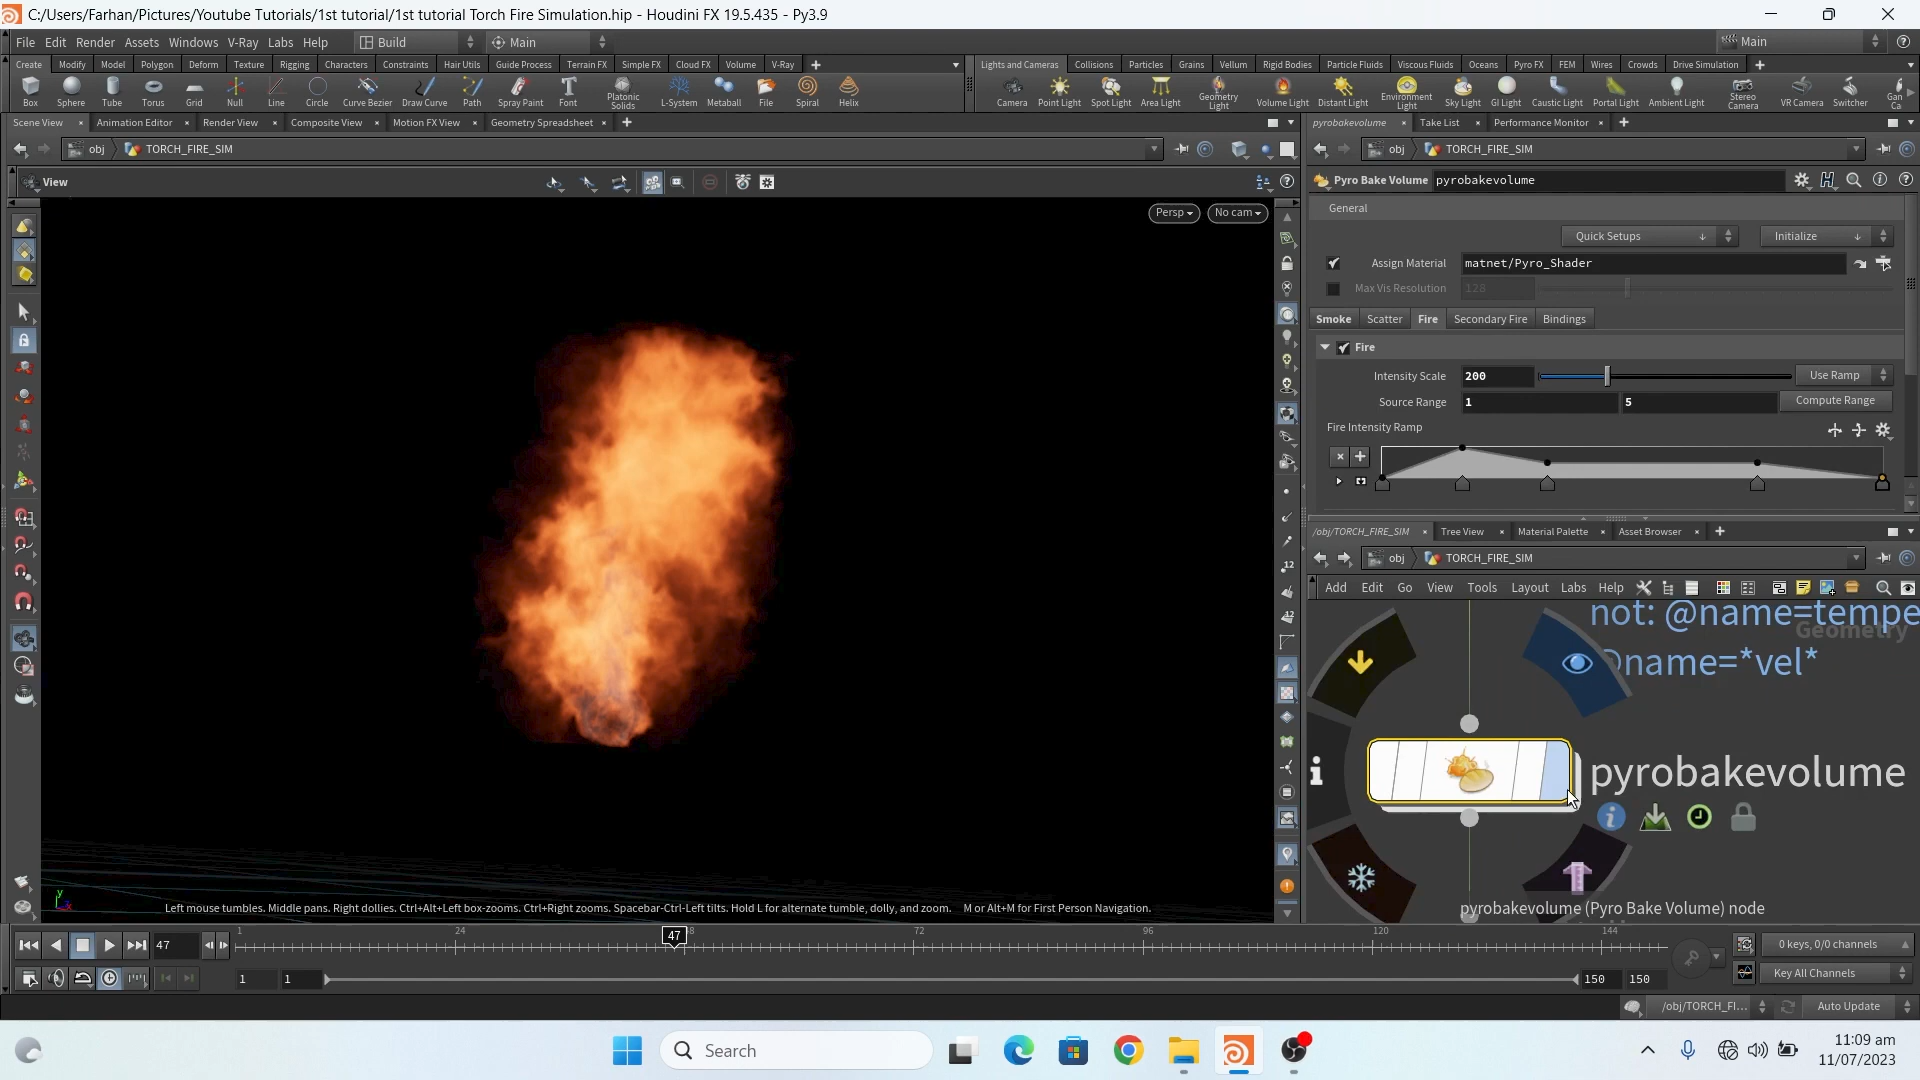 C:/Users/Farhan/Pictures/Youtube Tutorials/1st tutorial/1st tutorial Torch Fire Simulation.hip - Houdini FX 19.5.435 - Py3.9
File Edit Render Assets Windows V-Ray Labs Help Build Main Main
Create Modify Model Polygon Deform Texture Rigging Characters Constraints Hair Utils Guide Process Terrain FX Simple FX Cloud FX Volume V-Ray
Lights and Cameras Collisions Particles Grains Vellum Rigid Bodies Particle Fluids Viscous Fluids Oceans Pyro FX FEM Wires Crowds Drive Simulation
Box Sphere Tube Torus Grid Null Line Circle Curve Bezier Draw Curve Path Spray Paint Font Platonic Solids L-System Metaball File Spiral Helix
Camera Point Light Spot Light Area Light Geometry Light Volume Light Distant Light Environment Light Sky Light GI Light Caustic Light Portal Light Ambient Light Stereo Camera VR Camera Switcher Gan Ca
Scene View Animation Editor Render View Composite View Motion FX View Geometry Spreadsheet
pyrobakevolume Take List Performance Monitor
obj TORCH_FIRE_SIM
obj TORCH_FIRE_SIM
View
Pyro Bake Volume pyrobakevolume
Persp No cam
General
Quick Setups Initialize
Assign Material matnet/Pyro_Shader
Max Vis Resolution 128
Smoke Scatter Fire Secondary Fire Bindings
Fire
Intensity Scale 200 Use Ramp
Source Range 1 5 Compute Range
Fire Intensity Ramp
/obj/TORCH_FIRE_SIM Tree View Material Palette Asset Browser
obj TORCH_FIRE_SIM
Add Edit Go View Tools Layout Labs Help
not: @name=tempe
Geometry
@name=*vel*
pyrobakevolume
pyrobakevolume (Pyro Bake Volume) node
Left mouse tumbles. Middle pans. Right dollies. Ctrl+Alt+Left box-zooms. Ctrl+Right zooms. Spacebar-Ctrl-Left tilts. Hold L for alternate tumble, dolly, and zoom. M or Alt+M for First Person Navigation.
47 1 24 47 72 96 120 144
0 keys, 0/0 channels
1 1 150 150 Key All Channels
/obj/TORCH_FI... Auto Update
Search
11:09 am
11/07/2023